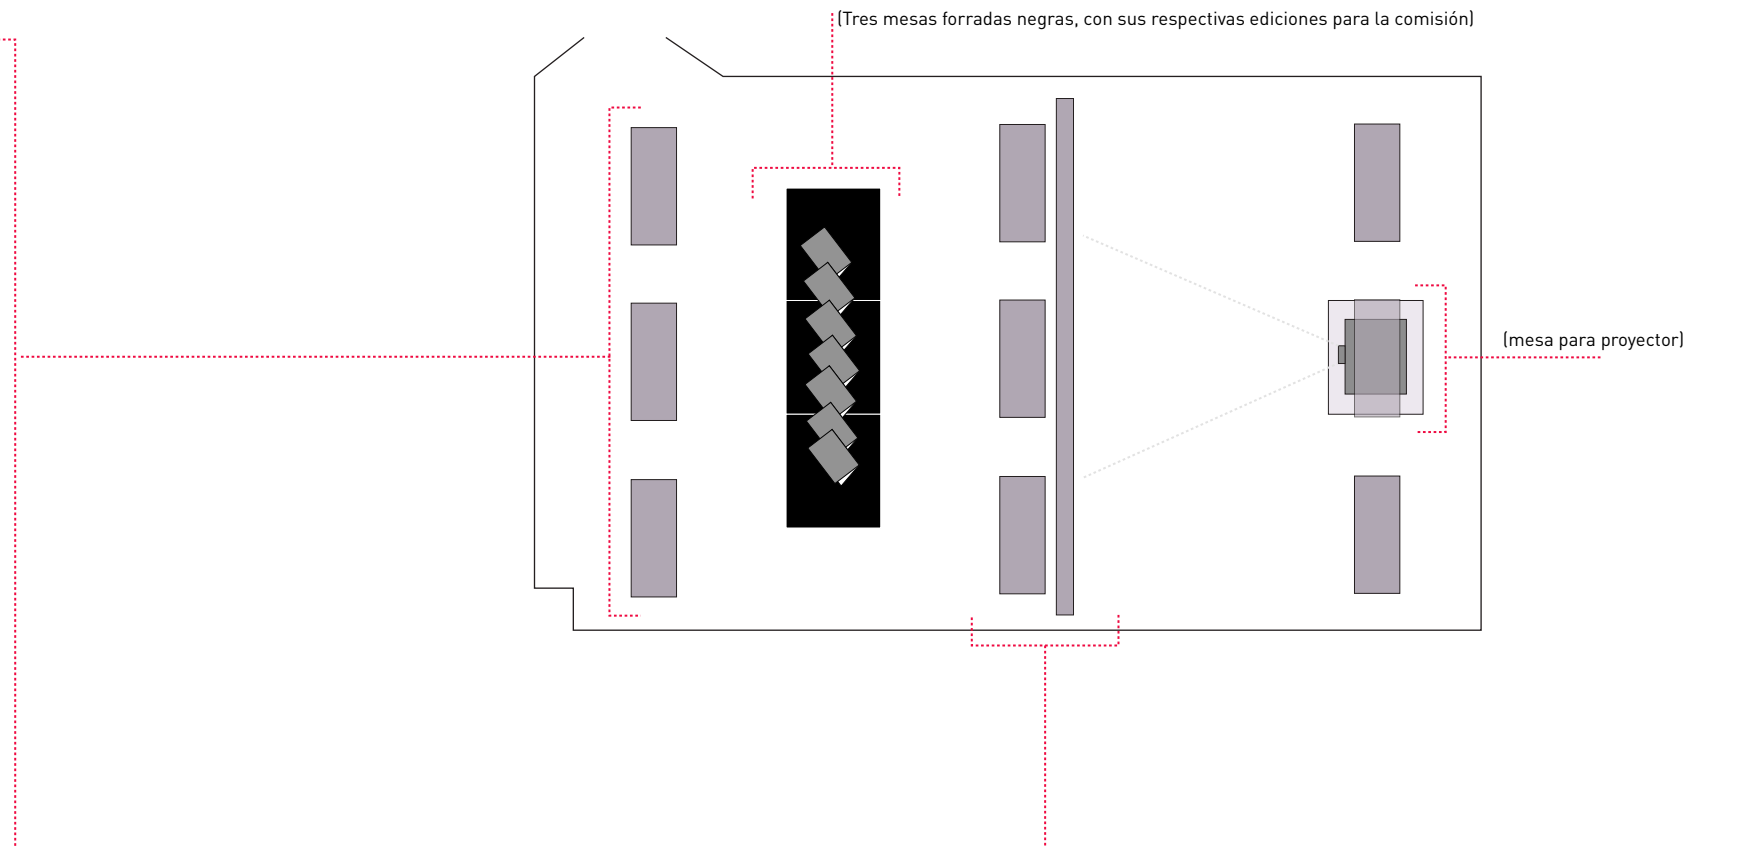 (Tres mesas forradas negras, con sus respectivas ediciones para la comisión)
(mesa para proyector)